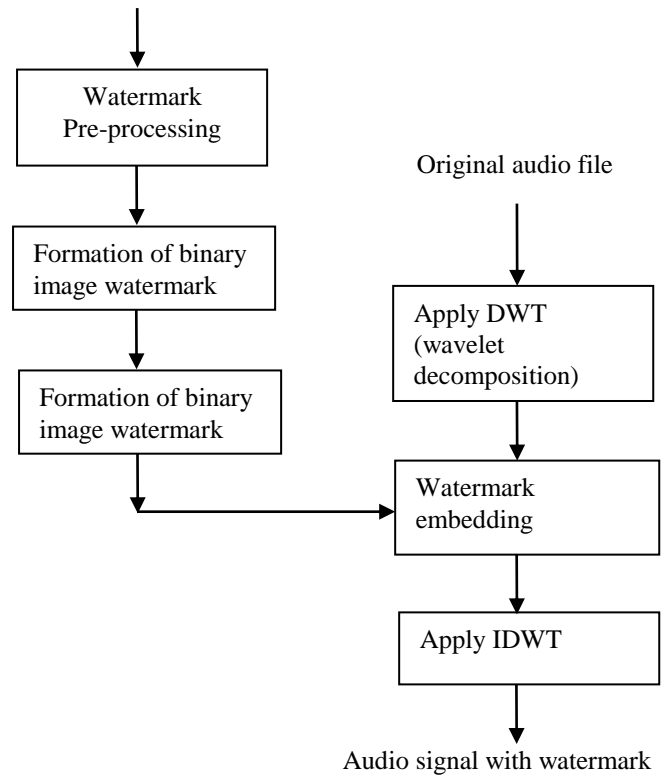 Watermark
Pre-processing
Formation of binary
image watermark
Formation of binary
image watermark
Original audio file
Apply DWT
(wavelet
decomposition)
Watermark
embedding
Apply IDWT
Audio signal with watermark